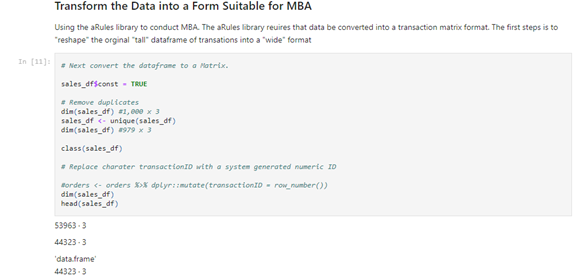 Transform the Data into a Form Suitable for MBA
Using the aRules library to conduct MBA. The aRules library reuires that data be converted into a transaction matrix format. The first steps is to
"reshape" the orginal "tall" dataframe of transations into a "wide" format
In [11]:
# Next convert the dataframe to a Matrix.
sales_df$const = TRUE
# Remove duplicates
dim(sales_df) #1,000 x 3
sales_df <- unique(sales_df)
dim(sales_df) #979 x 3
class(sales_df)
# Replace charater transactionID with a system generated numeric ID
#orders <- orders %>% dplyr::mutate(transactionID = row_number())
dim(sales_df)
head(sales_df)
53963 · 3
44323 · 3
'data.frame'
44323 · 3